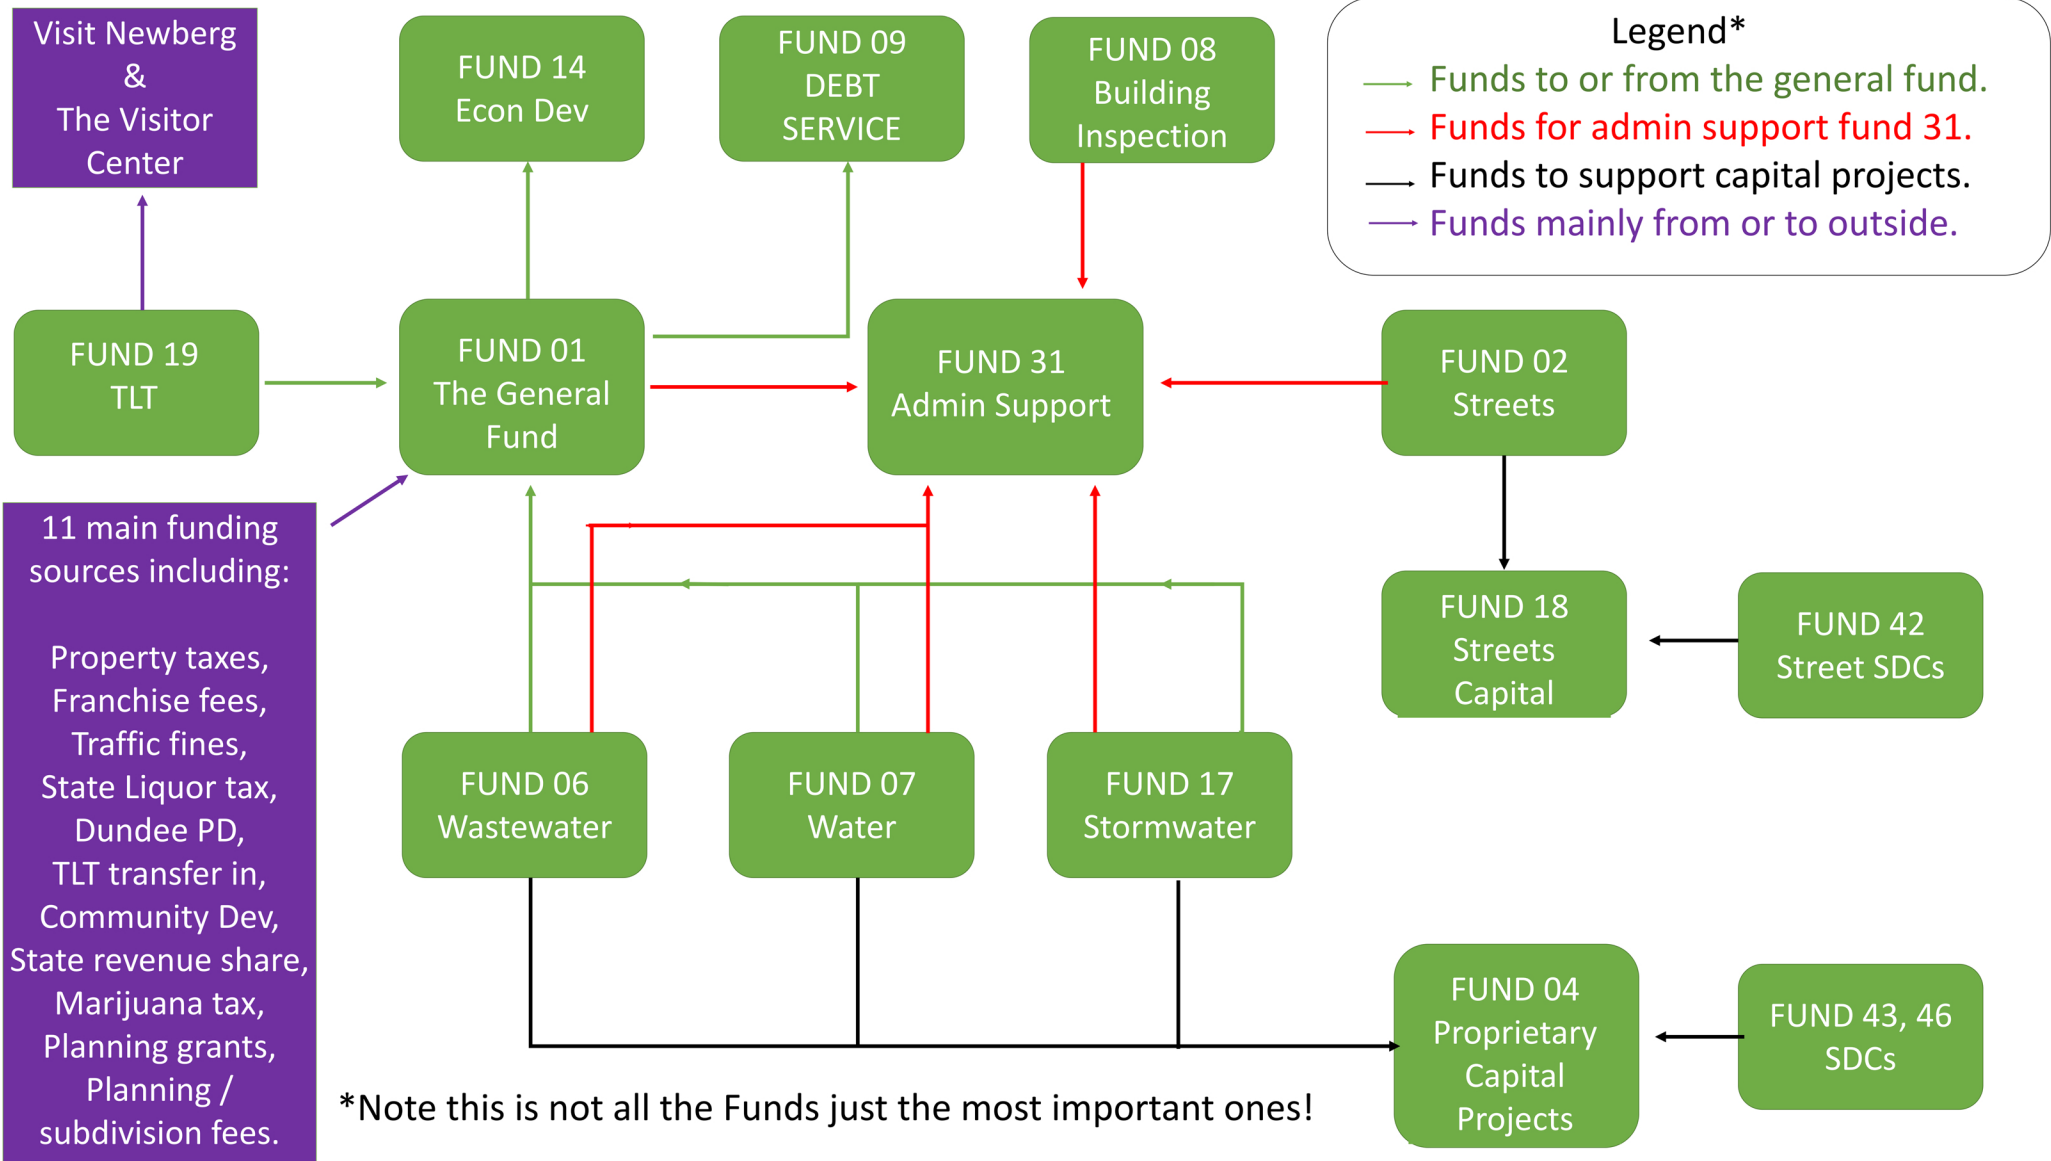 Visit Newberg
&
The Visitor
Center
FUND 14
Econ Dev
FUND 09
DEBT
SERVICE
FUND 08
Building
Inspection
Legend*
Funds to or from the general fund.
Funds for admin support fund 31.
Funds to support capital projects.
Funds mainly from or to outside.
FUND 19
TLT
FUND 01
The General
Fund
FUND 31
Admin Support
FUND 02
Streets
11 main funding
sources including:
Property taxes,
Franchise fees,
Traffic fines,
State Liquor tax,
Dundee PD,
TLT transfer in,
Community Dev,
State revenue share,
Marijuana tax,
Planning grants,
Planning /
subdivision fees.
FUND 18
Streets
Capital
FUND 42
Street SDCs
FUND 06
Wastewater
FUND 07
Water
FUND 17
Stormwater
FUND 04
Proprietary
Capital
Projects
FUND 43, 46
SDCs
*Note this is not all the Funds just the most important ones!